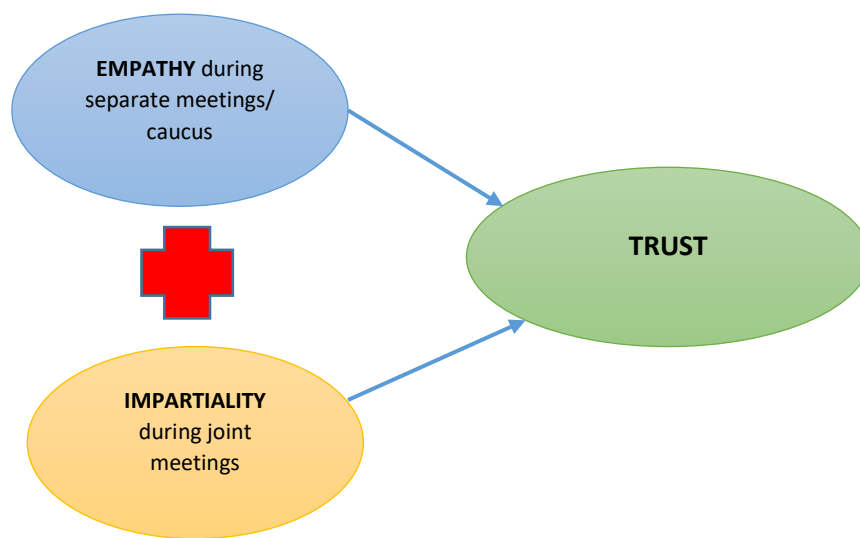 EMPATHY during
separate meetings/
caucus
TRUST
IMPARTIALITY
during joint
meetings